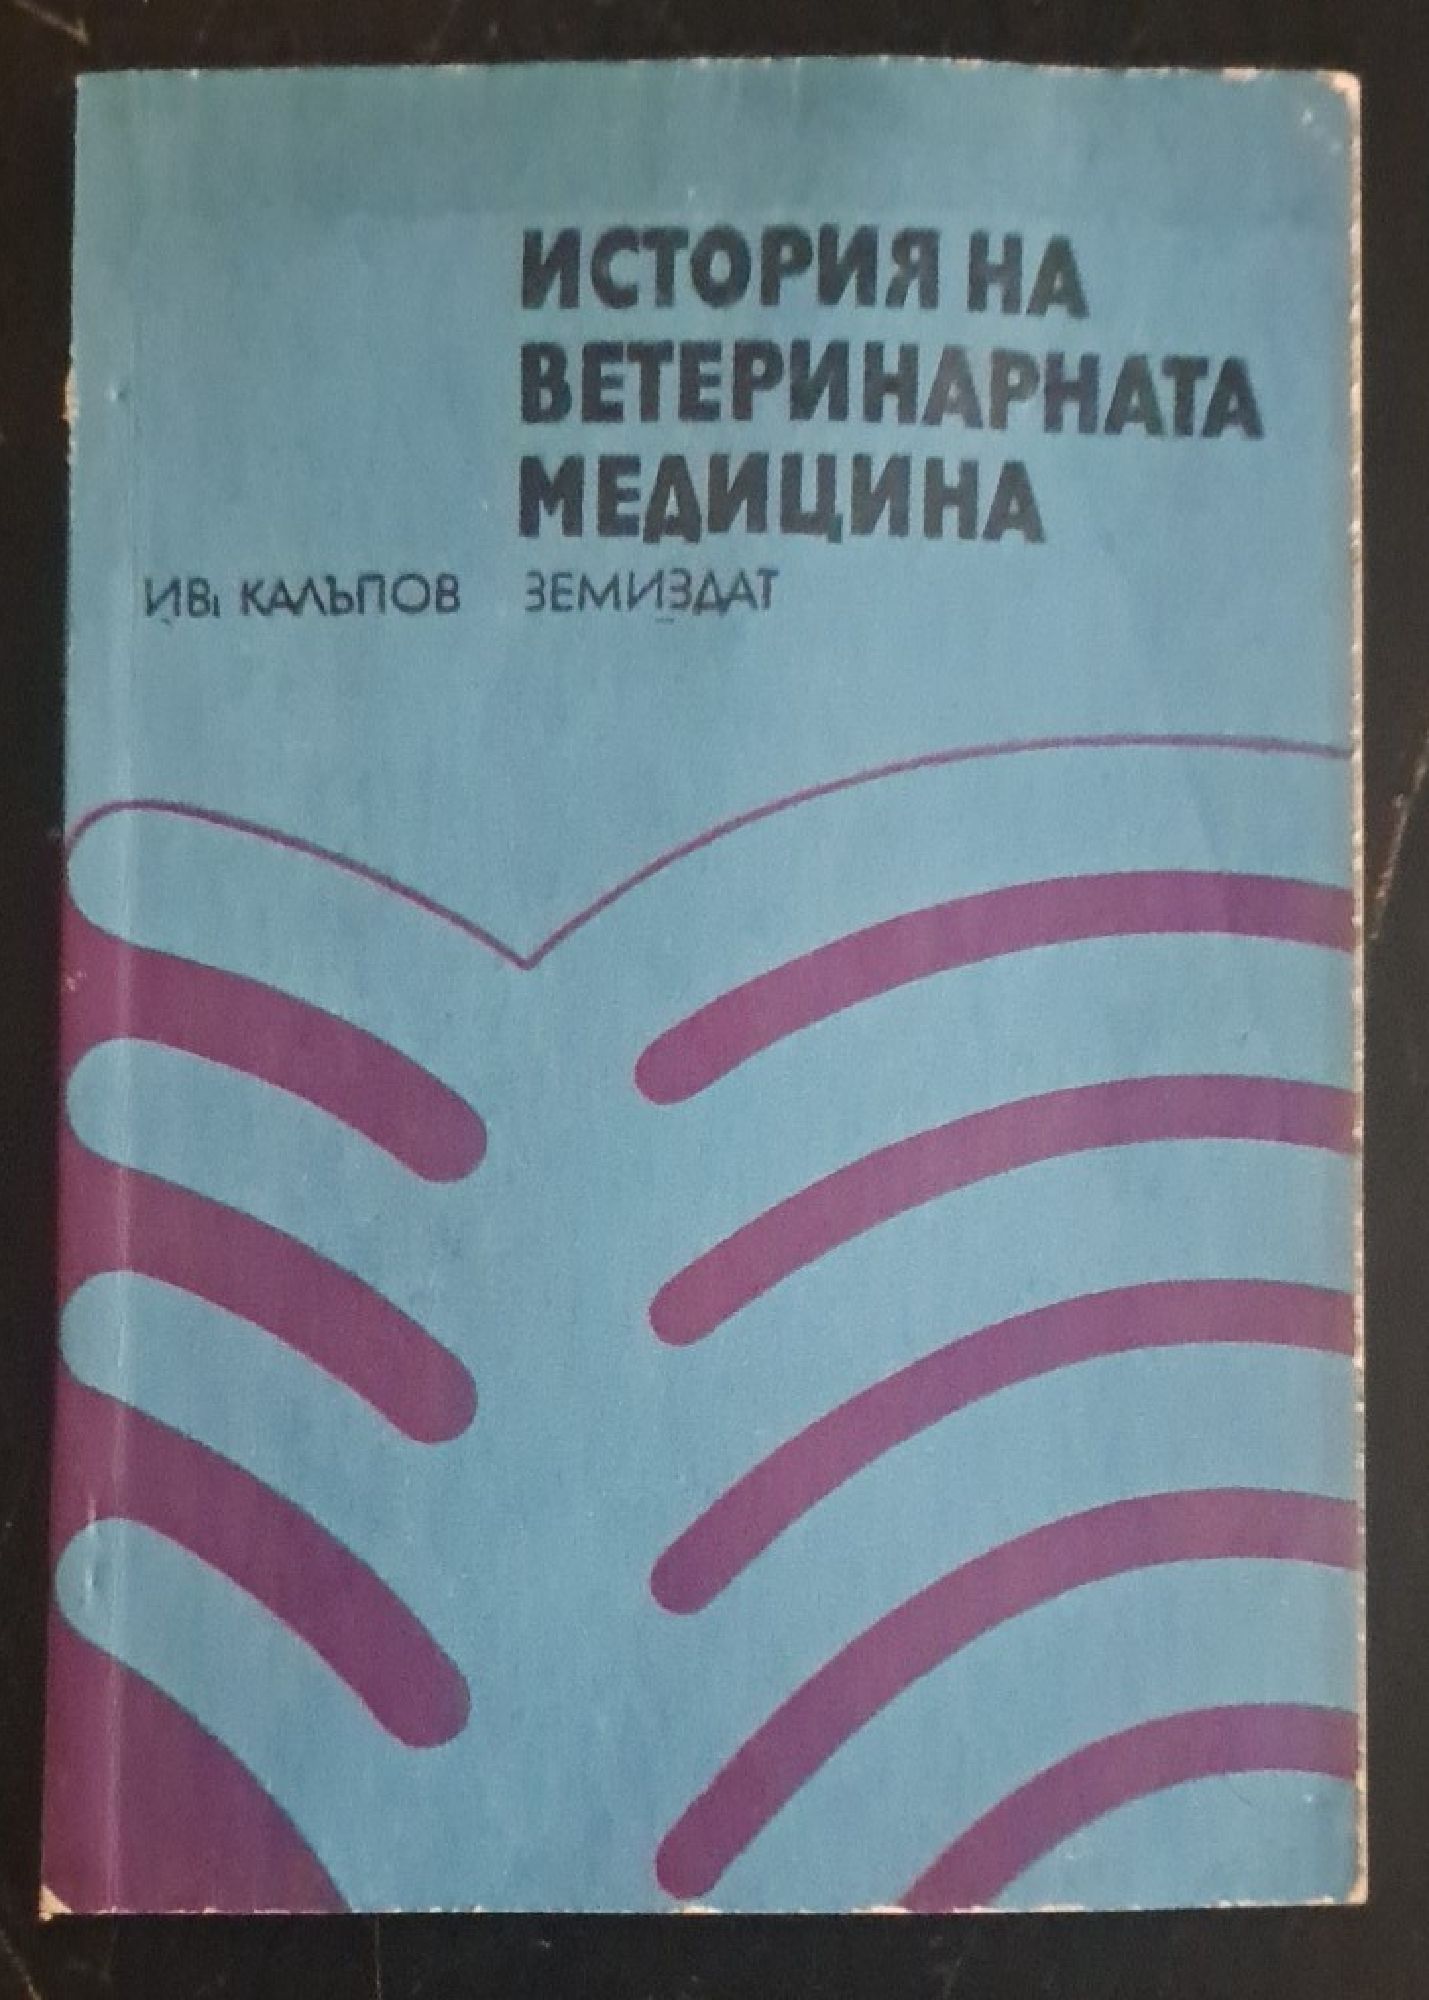 ИСТОРИЯ НА
ВЕТЕРИНАРНАТА
МЕДИЦИНА
ИВ. КАЛЪПОВ ЗЕМИЗДАТ